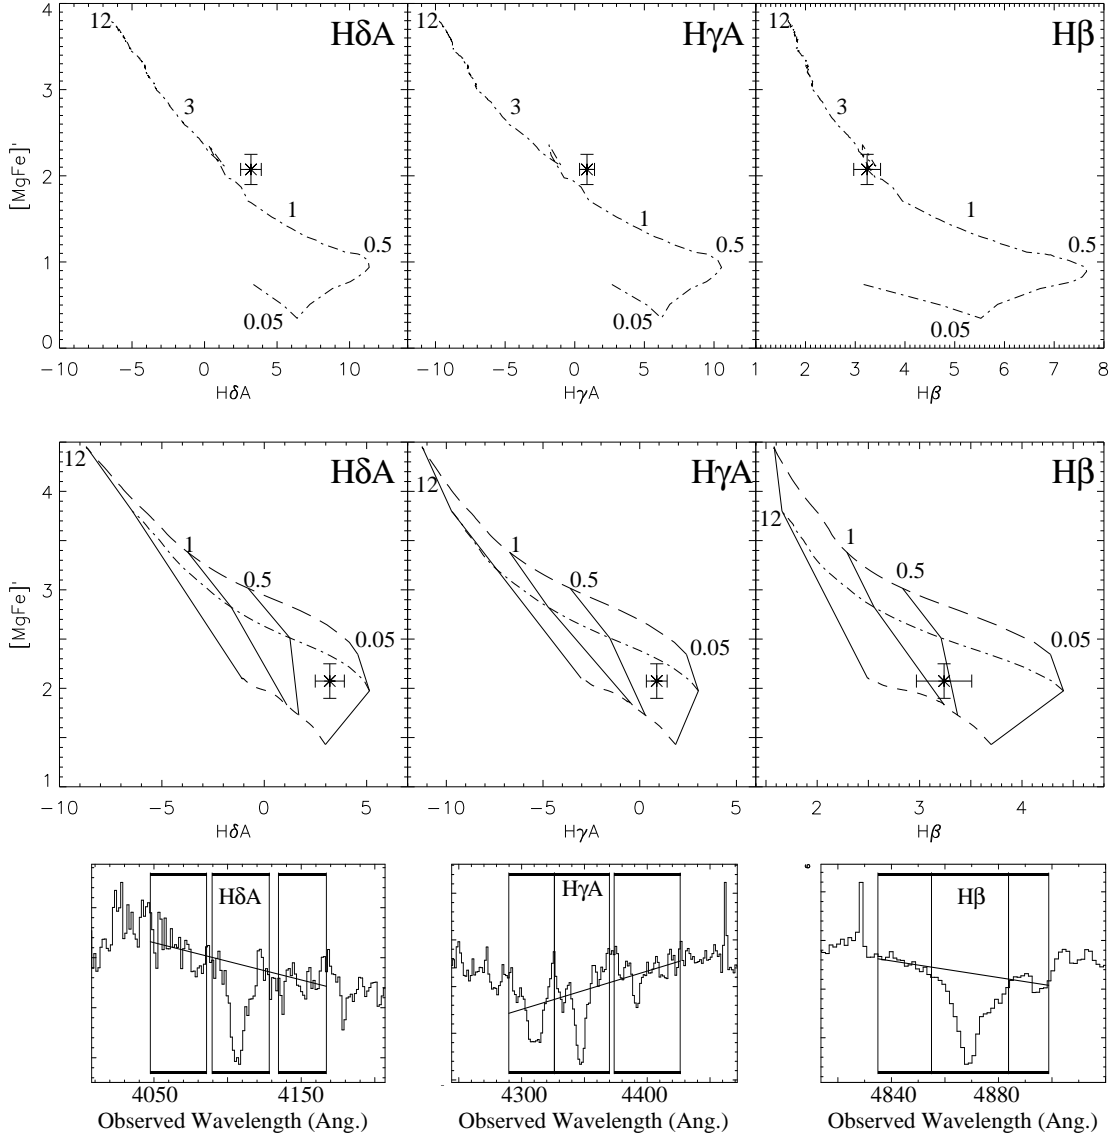 HδA HγA Hβ
12 12 12
3 3 3
1 1 1
0.5 0.5 0.5
0.05 0.05 0.05
[MgFe]'
4
3
2
1
0
-10 -5 0 5 10 -10 -5 0 5 10 1 2 3 4 5 6 7 8
HδA HγA Hβ
HδA HγA Hβ
12 12 12
1 1 1
0.5 0.5 0.5
0.05 0.05 0.05
[MgFe]'
4
3
2
1
-10 -5 0 5 -10 -5 0 5 2 3 4
HδA HγA Hβ
HδA HγA Hβ
4050 4150 4300 4400 4840 4880
Observed Wavelength (Ang.) Observed Wavelength (Ang.) Observed Wavelength (Ang.)